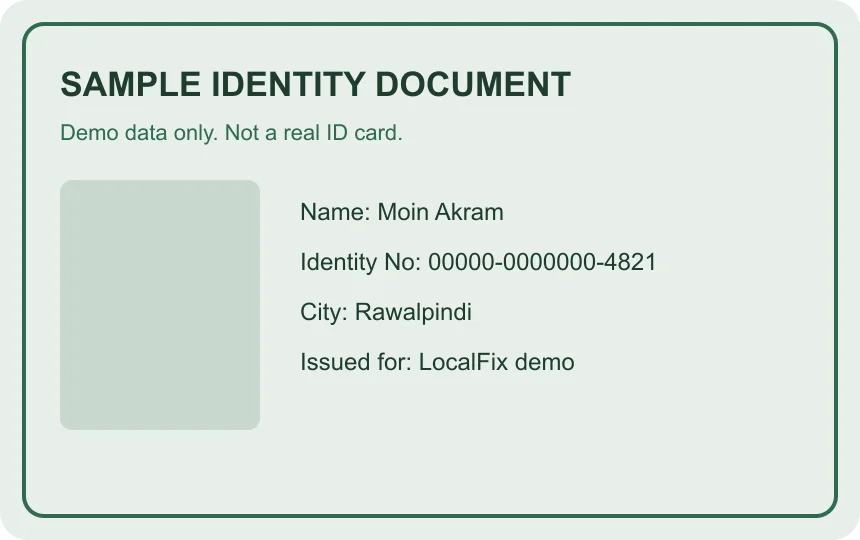 SAMPLE IDENTITY DOCUMENT
Demo data only. Not a real ID card.
Name: Moin Akram
Identity No: 00000-0000000-4821
City: Rawalpindi
Issued for: LocalFix demo